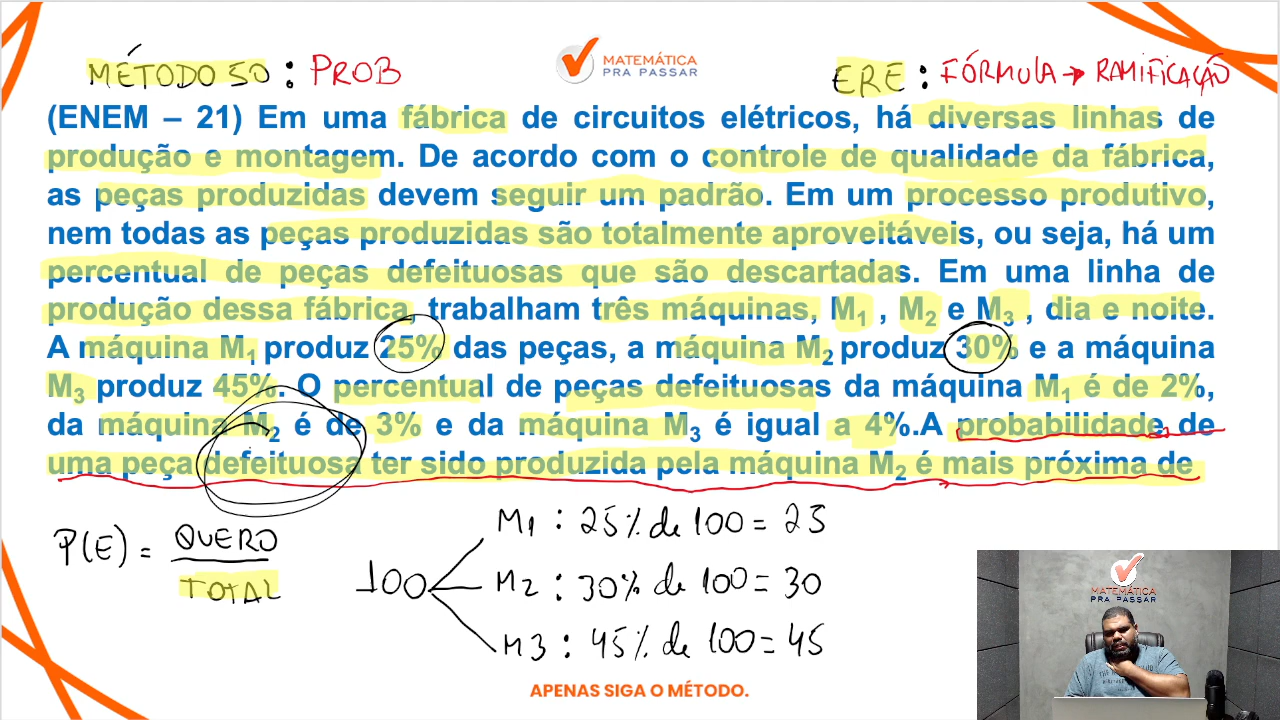 MÉTODO 50 : PROB
MATEMÁTICA
PRA PASSAR
ERE : FÓRMULA → RAMIFICAÇÃO
(ENEM – 21) Em uma fábrica de circuitos elétricos, há diversas linhas de
produção e montagem. De acordo com o controle de qualidade da fábrica,
as peças produzidas devem seguir um padrão. Em um processo produtivo,
nem todas as peças produzidas são totalmente aproveitáveis, ou seja, há um
percentual de peças defeituosas que são descartadas. Em uma linha de
produção dessa fábrica, trabalham três máquinas, M₁ , M₂ e M₃ , dia e noite.
A máquina M₁ produz 25% das peças, a máquina M₂ produz 30% e a máquina
M₃ produz 45%. O percentual de peças defeituosas da máquina M₁ é de 2%,
da máquina M₂ é de 3% e da máquina M₃ é igual a 4%.A probabilidade de
uma peça defeituosa ter sido produzida pela máquina M₂ é mais próxima de
P(E) = QUERO
TOTAL
100
M1 : 25% de 100 = 25
M2 : 30% de 100 = 30
M3 : 45% de 100 = 45
MATEMÁTICA
PRA PASSAR
APENAS SIGA O MÉTODO.